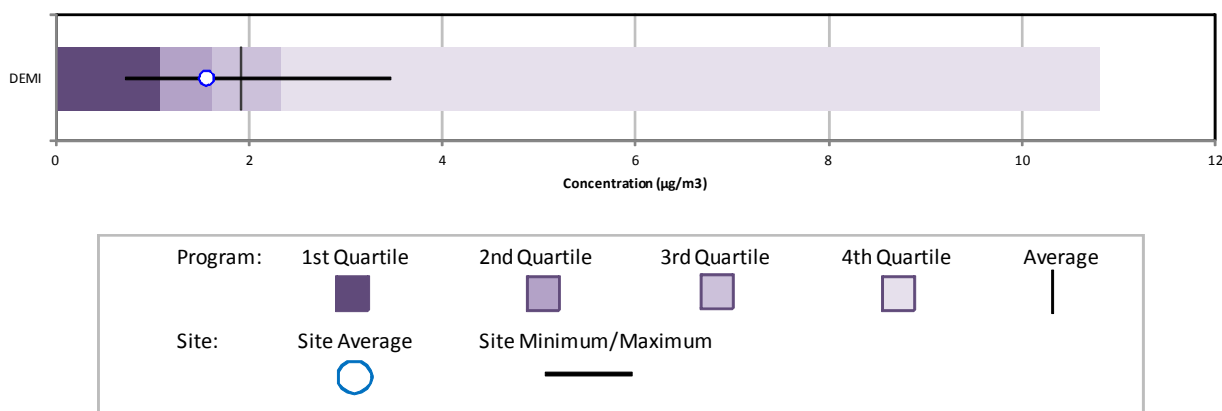 DEMI
0 2 4 6 8 10 12
Concentration (µg/m3)
Program: 1st Quartile 2nd Quartile 3rd Quartile 4th Quartile Average
Site: Site Average Site Minimum/Maximum